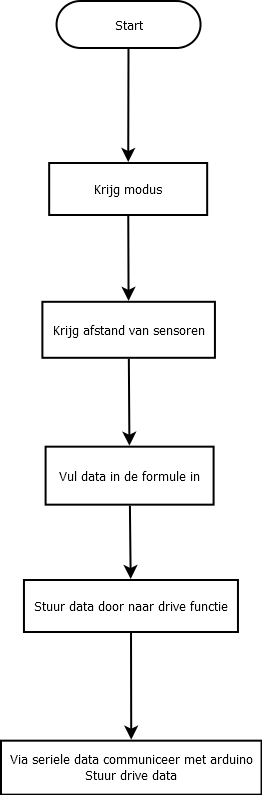 Start
Krijg modus
Krijg afstand van sensoren
Vul data in de formule in
Stuur data door naar drive functie
Via seriele data communiceer met arduino
Stuur drive data